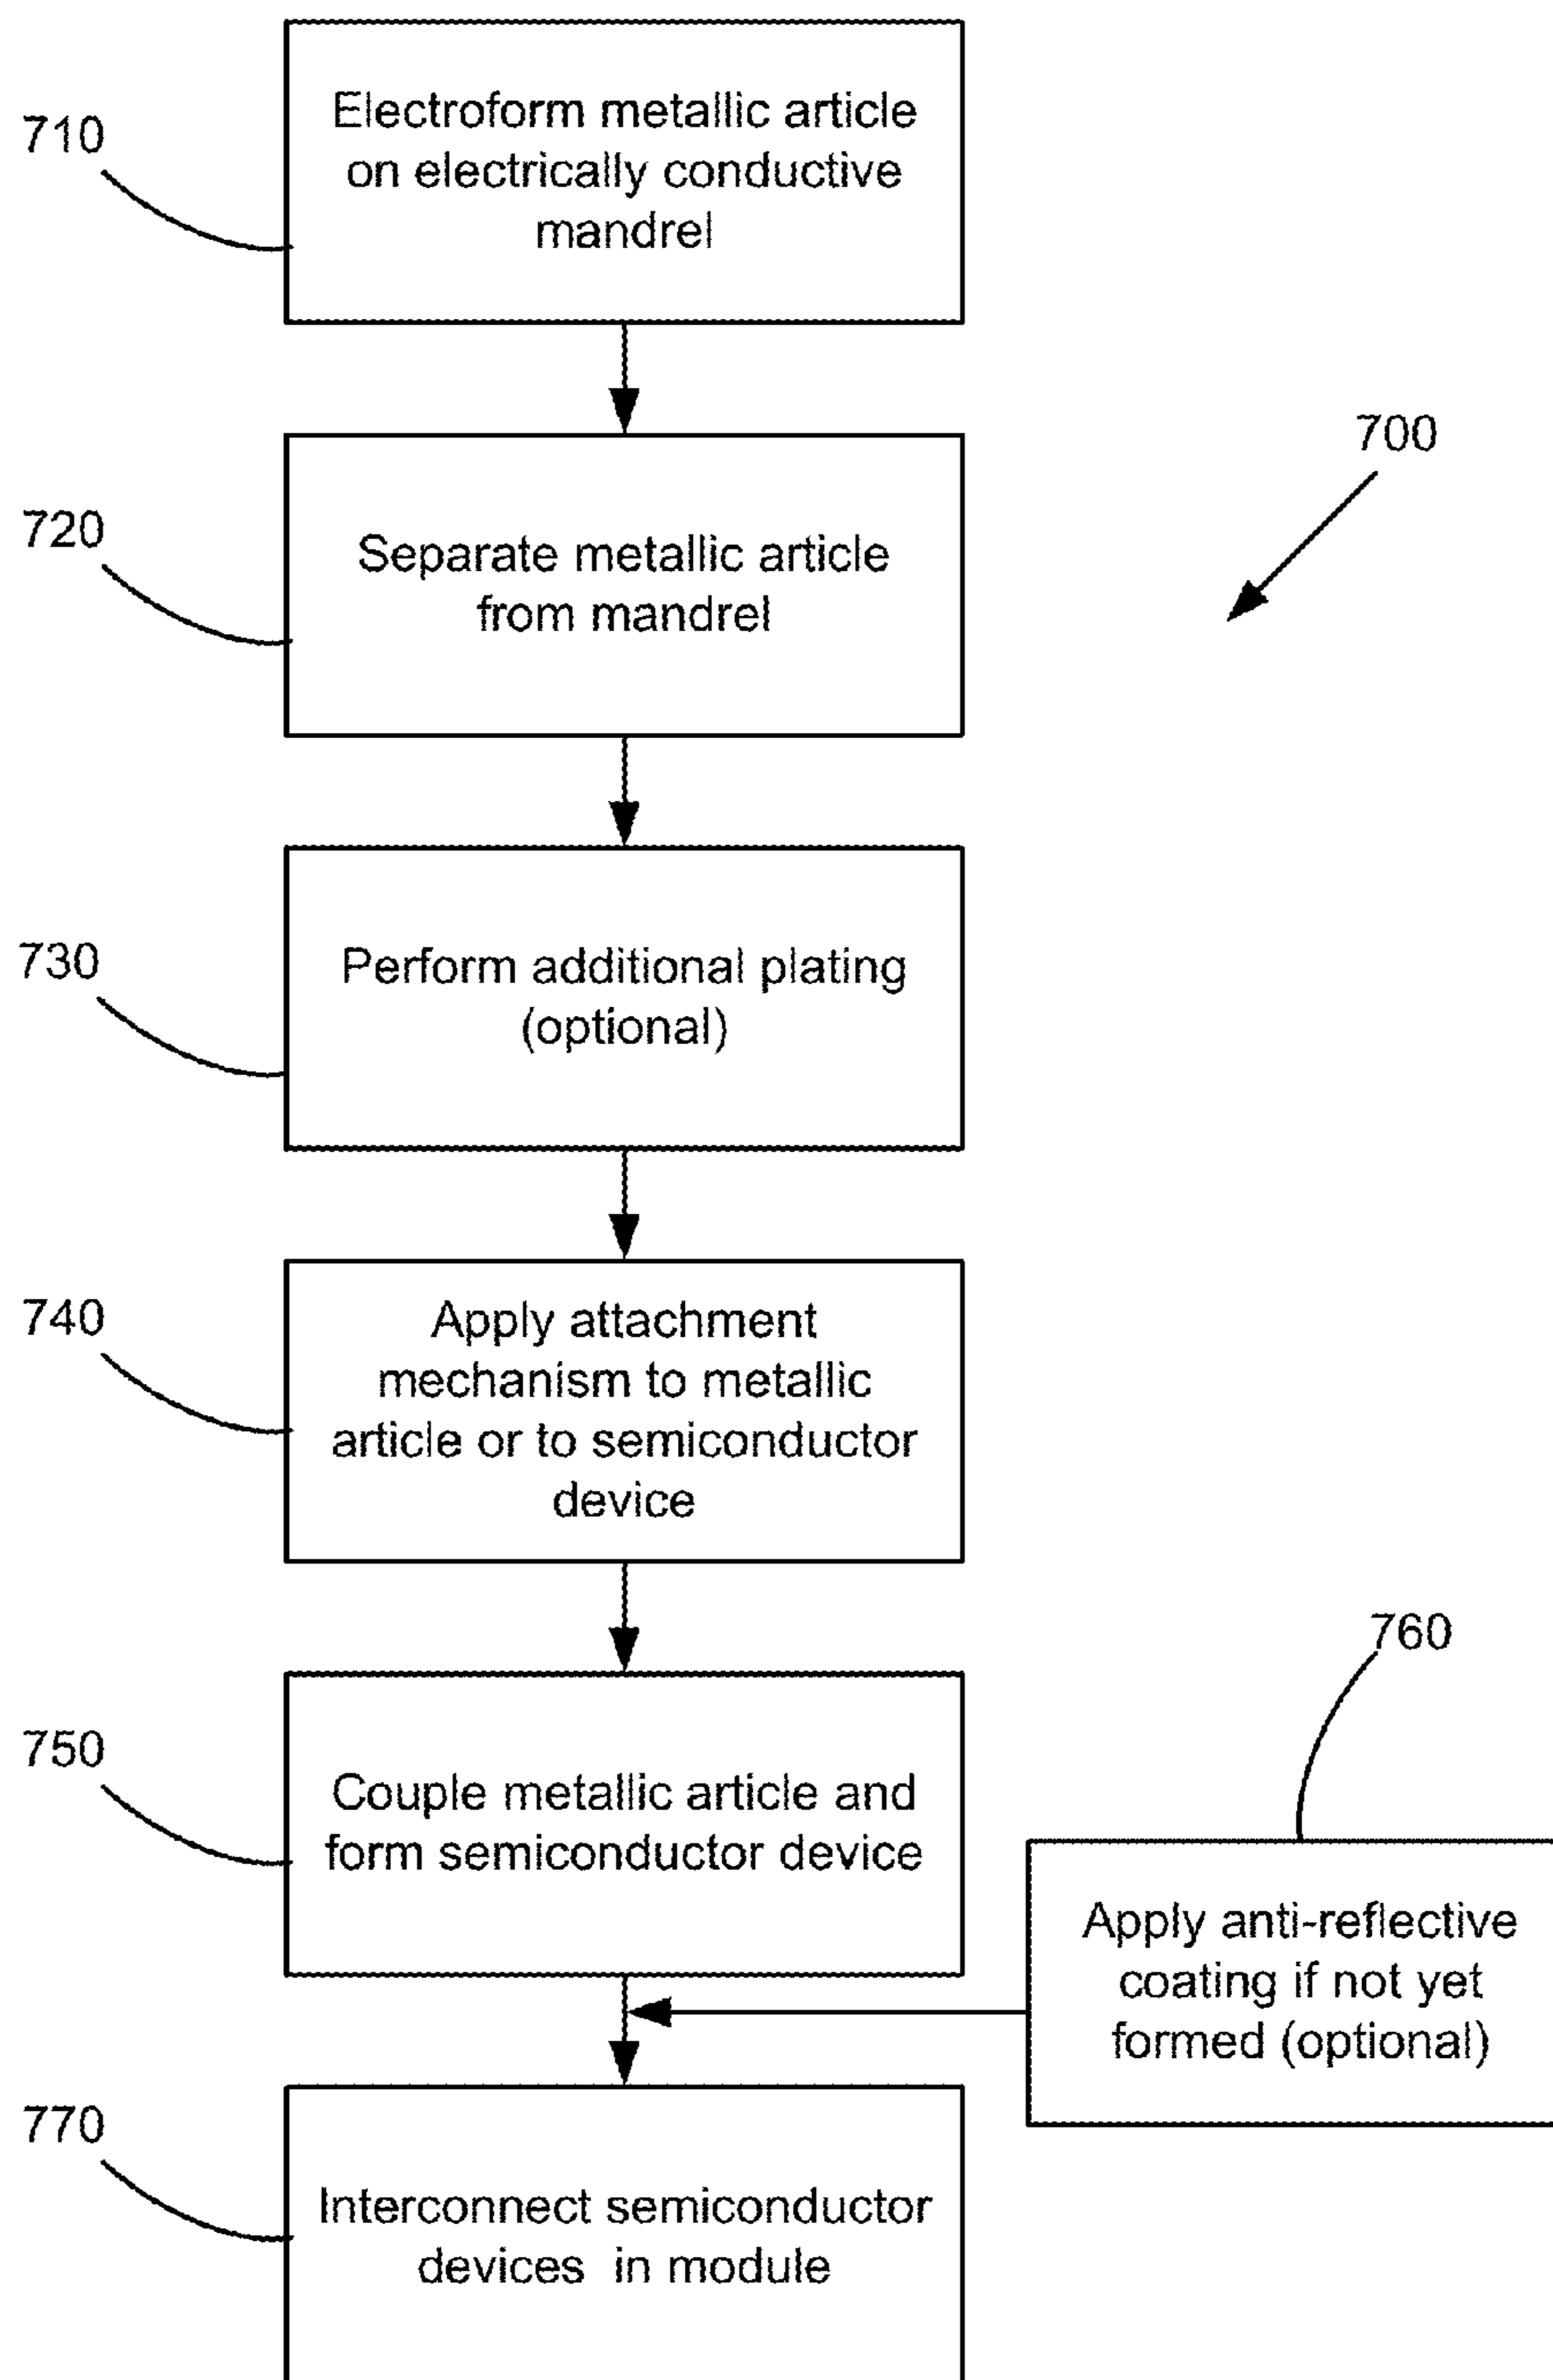 710
Electroform metallic article
on electrically conductive
mandrel
700
720
Separate metallic article
from mandrel
730
Perform additional plating
(optional)
740
Apply attachment
mechanism to metallic
article or to semiconductor
device
760
750
Couple metallic article and
form semiconductor device
Apply anti-reflective
coating if not yet
formed (optional)
770
Interconnect semiconductor
devices in module